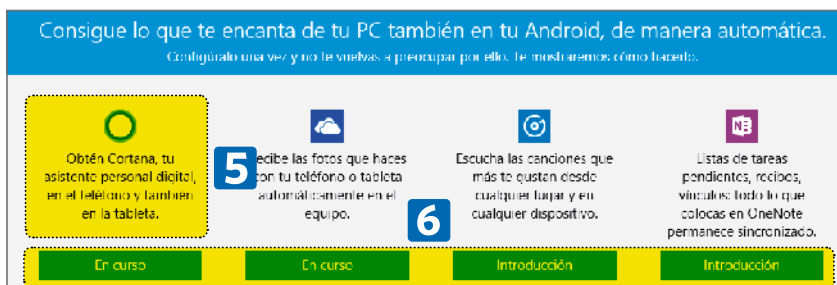 Consigue lo que te encanta de tu PC también en tu Android, de manera automática.
Configúralo una vez y no te vuelvas a preocupar por ello. Te mostraremos cómo hacerlo.
Obtén Cortana, tu
asistente personal digital,
en el teléfono y también
en la tableta.
5
ecibe las fotos que haces
con tu teléfono o tableta
automáticamente en el
equipo.
6
Escucha las canciones que
más te gustan desde
cualquier lugar y en
cualquier dispositivo.
N
Listas de tareas
pendientes, recibos,
vínculos: todo lo que
colocas en OneNote
permanece sincronizado.
En curso
En curso
Introducción
Introducción